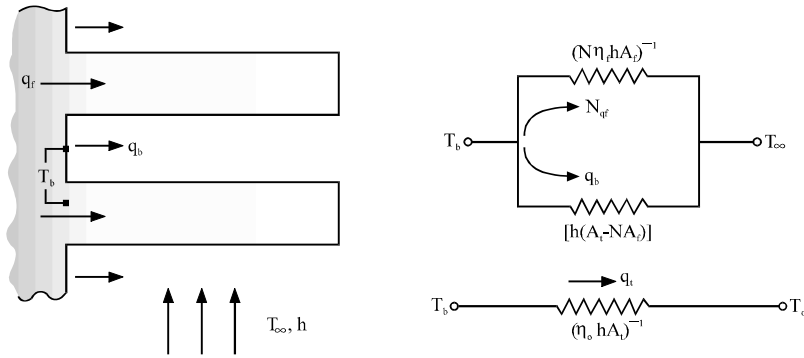 q_f
q_b
T_b
T_∞, h
(Nη_f hA_f)^−1
N_qf
T_b
T_∞
q_b
[h(A_t-NA_f)]
q_t
T_b
(η_o hA_t)^−1